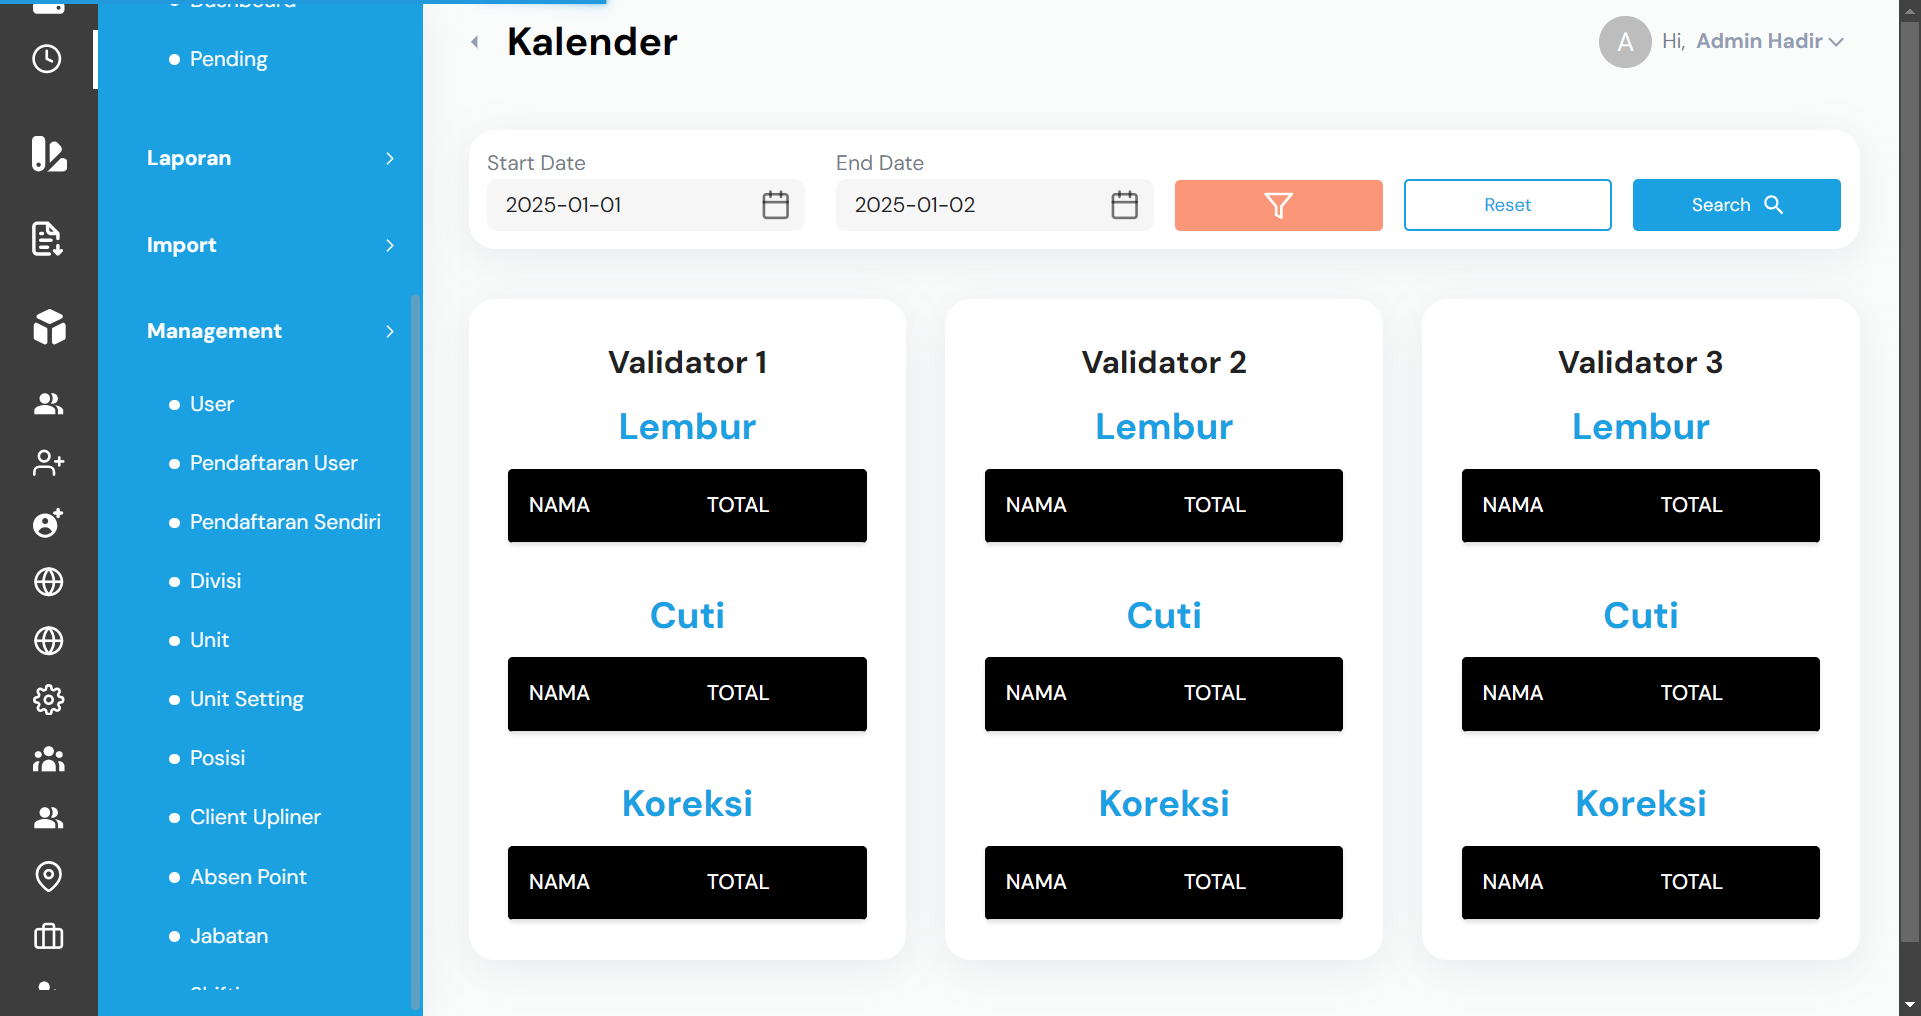 Dashboard
Pending
Laporan
Import
Management
User
Pendaftaran User
Pendaftaran Sendiri
Divisi
Unit
Unit Setting
Posisi
Client Upliner
Absen Point
Jabatan
Kalender
A Hi, Admin Hadir
Start Date
2025-01-01
End Date
2025-01-02
Reset
Search
Validator 1
Lembur
NAMA TOTAL
Cuti
NAMA TOTAL
Koreksi
NAMA TOTAL
Validator 2
Lembur
NAMA TOTAL
Cuti
NAMA TOTAL
Koreksi
NAMA TOTAL
Validator 3
Lembur
NAMA TOTAL
Cuti
NAMA TOTAL
Koreksi
NAMA TOTAL